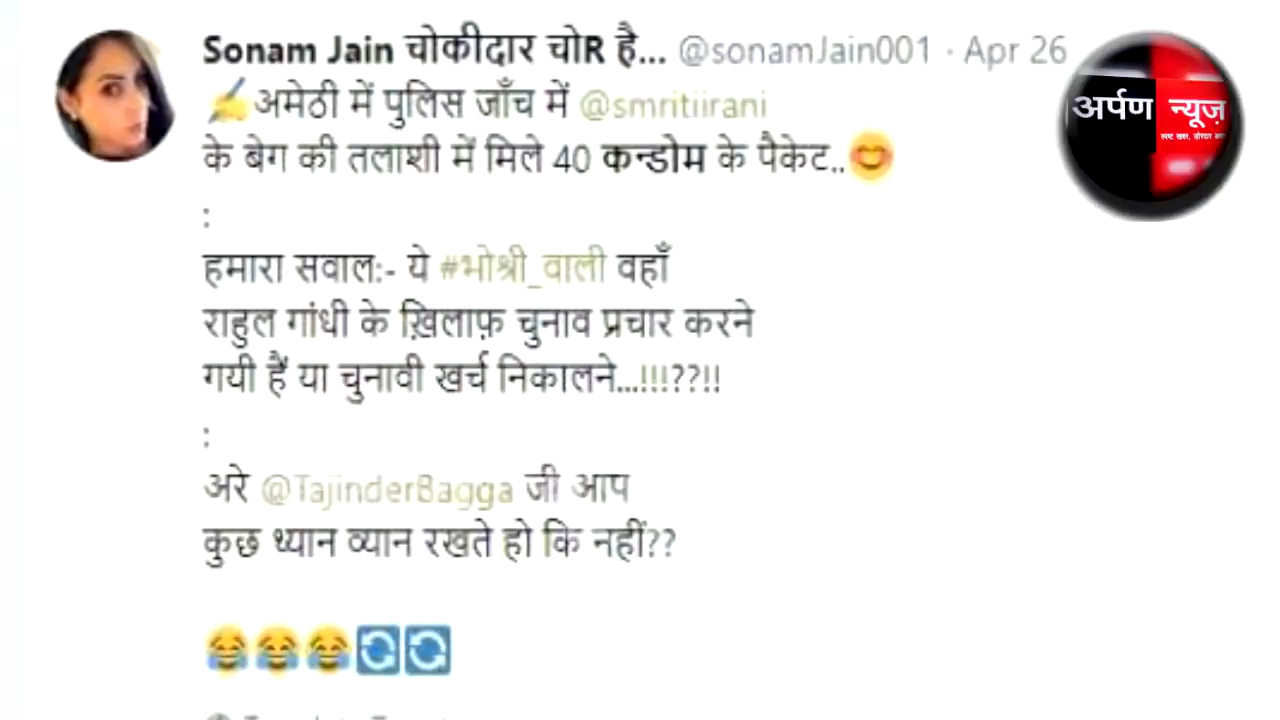 Sonam Jain चोकीदार चोR है... @sonamJain001 · Apr 26
✍️अमेठी में पुलिस जाँच में @smritiirani
के बेग की तलाशी में मिले 40 कन्डोम के पैकेट..😊
:
हमारा सवाल:- ये #भोश्री_वाली वहाँ
राहुल गांधी के ख़िलाफ़ चुनाव प्रचार करने
गयी हैं या चुनावी खर्च निकालने...!!!??!!
:
अरे @TajinderBagga जी आप
कुछ ध्यान व्यान रखते हो कि नहीं??
😂😂😂🔄🔄
अर्पण न्यूज़